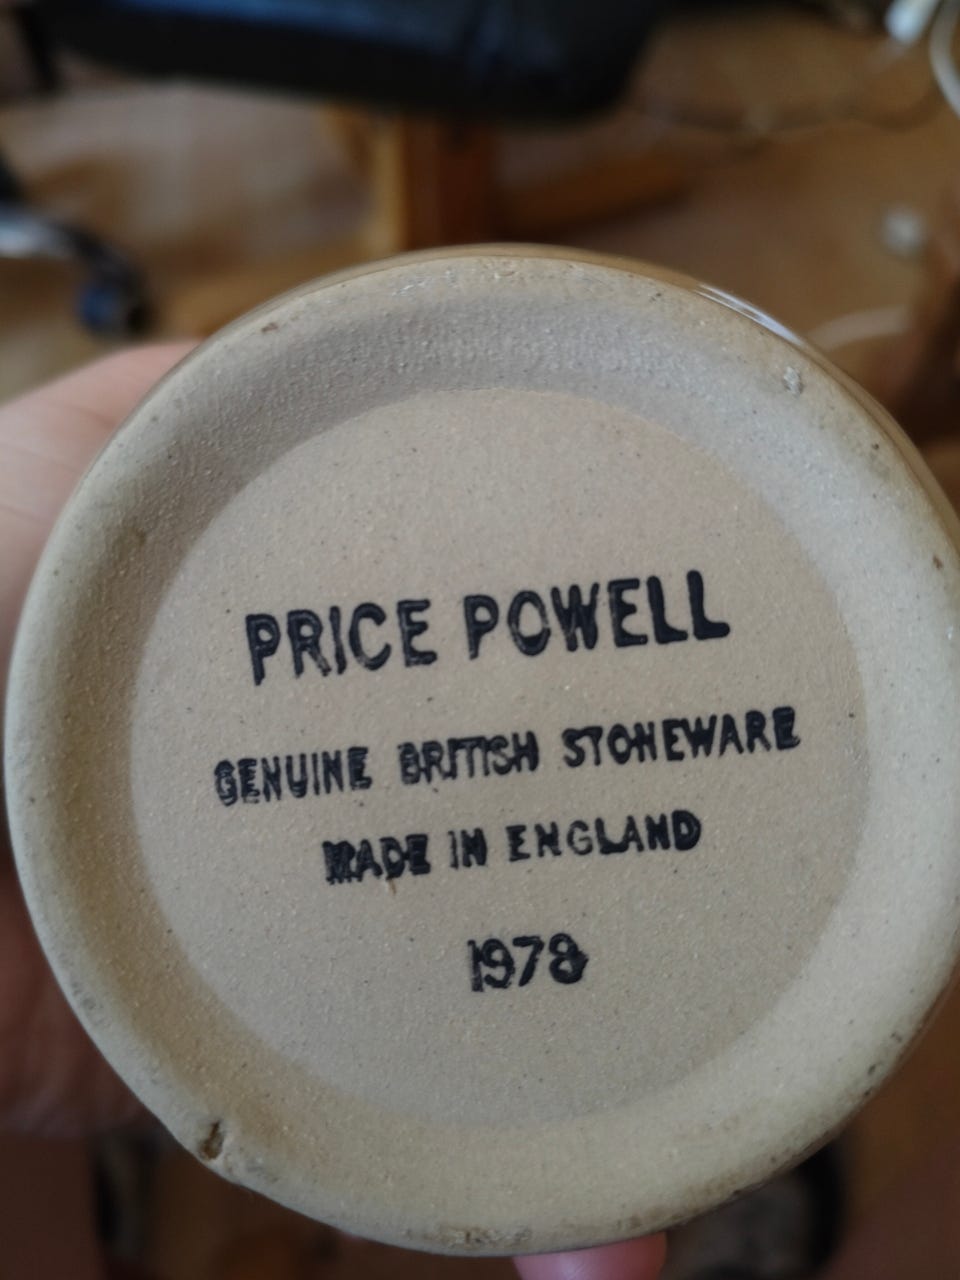 PRICE POWELL
GENUINE BRITISH STONEWARE
MADE IN ENGLAND
1978